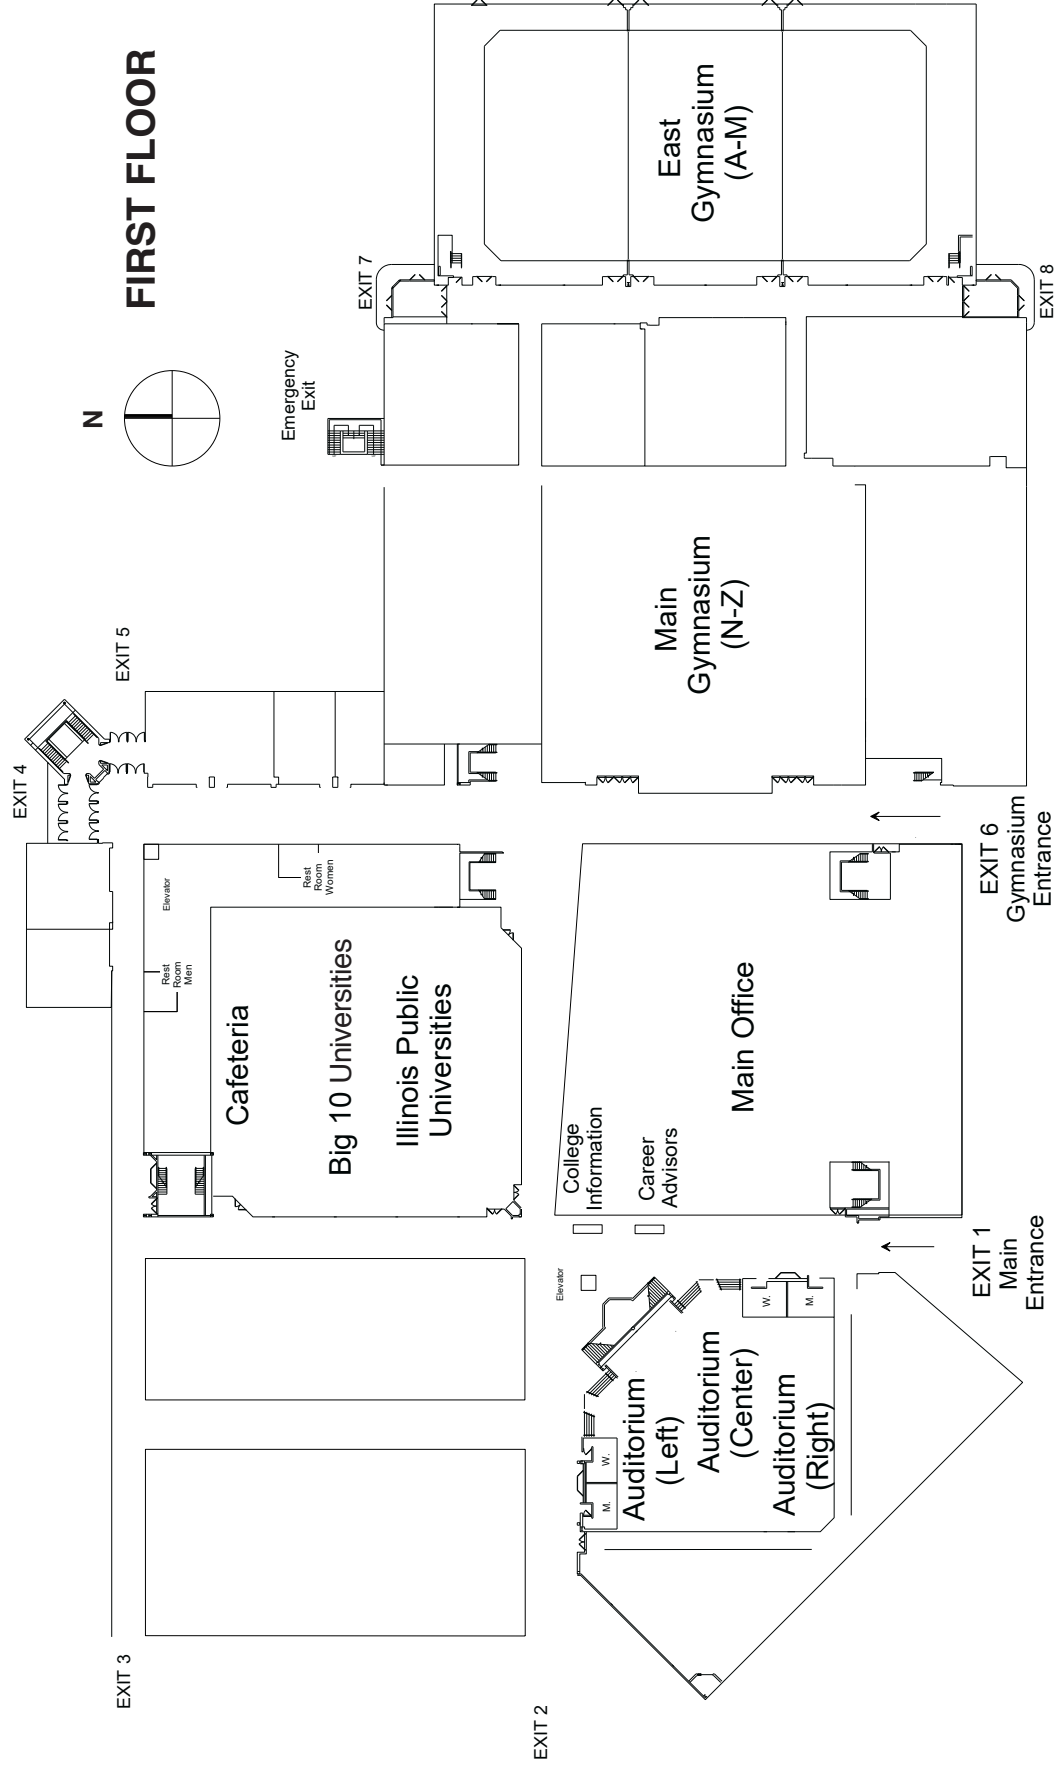 FIRST FLOOR
N
EXIT 4
EXIT 5
EXIT 3
Emergency
Exit
EXIT 7
Elevator
Rest
Room
Men
Rest
Room
Women
Cafeteria
Big 10 Universities
Illinois Public
Universities
East
Gymnasium
(A-M)
Main
Gymnasium
(N-Z)
EXIT 2
Elevator
College
Information
Career
Advisors
Main Office
M.
W.
Auditorium
(Left)
Auditorium
(Center)
Auditorium
(Right)
W.
M.
EXIT 1
Main
Entrance
EXIT 6
Gymnasium
Entrance
EXIT 8